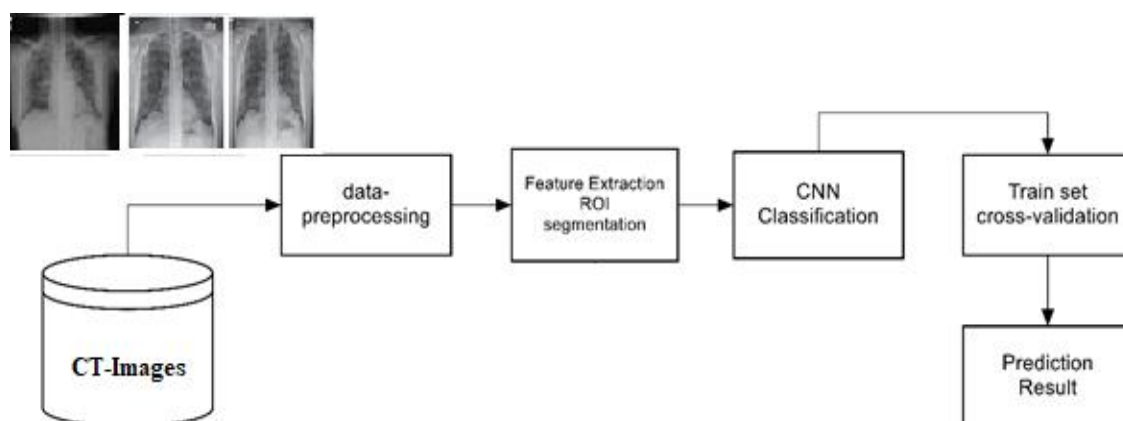 data-
preprocessing
Feature Extraction
ROI
segmentation
CNN
Classification
Train set
cross-validation
CT-Images
Prediction
Result